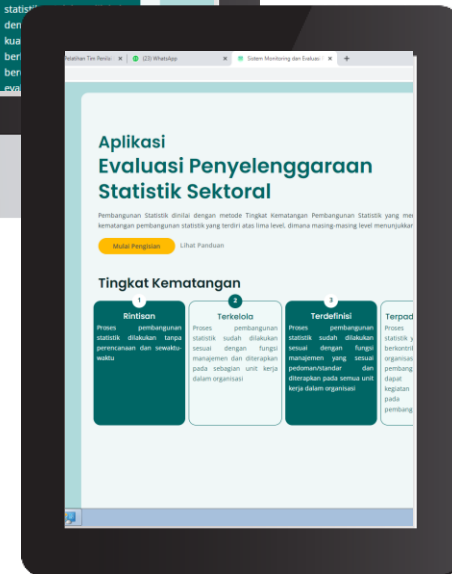 statis
den
kua
ber
ber
eva
Pelatihan Tim Penila
(23) WhatsApp
Sistem Monitoring dan Evaluasi
Aplikasi
Evaluasi Penyelenggaraan
Statistik Sektoral
Pembangunan Statistik dinilai dengan metode Tingkat Kematangan Pembangunan Statistik yang mer
kematangan pembangunan statistik yang terdiri atas lima level, dimana masing-masing level menunjukkan
Mulai Pengisian Lihat Panduan
Tingkat Kematangan
1
Rintisan
Proses pembangunan
statistik dilakukan tanpa
perencanaan dan sewaktu-
waktu
2
Terkelola
Proses pembangunan
statistik sudah dilakukan
sesuai dengan fungsi
manajemen dan diterapkan
pada sebagian unit kerja
dalam organisasi
3
Terdefinisi
Proses pembangunan
statistik sudah dilakukan
sesuai dengan fungsi
manajemen yang sesuai
pedoman/standar dan
diterapkan pada semua unit
kerja dalam organisasi
Terpad
Proses
statistik y
berkontrit
organisas
pembang
dapat
kegiatan
pada
pembang